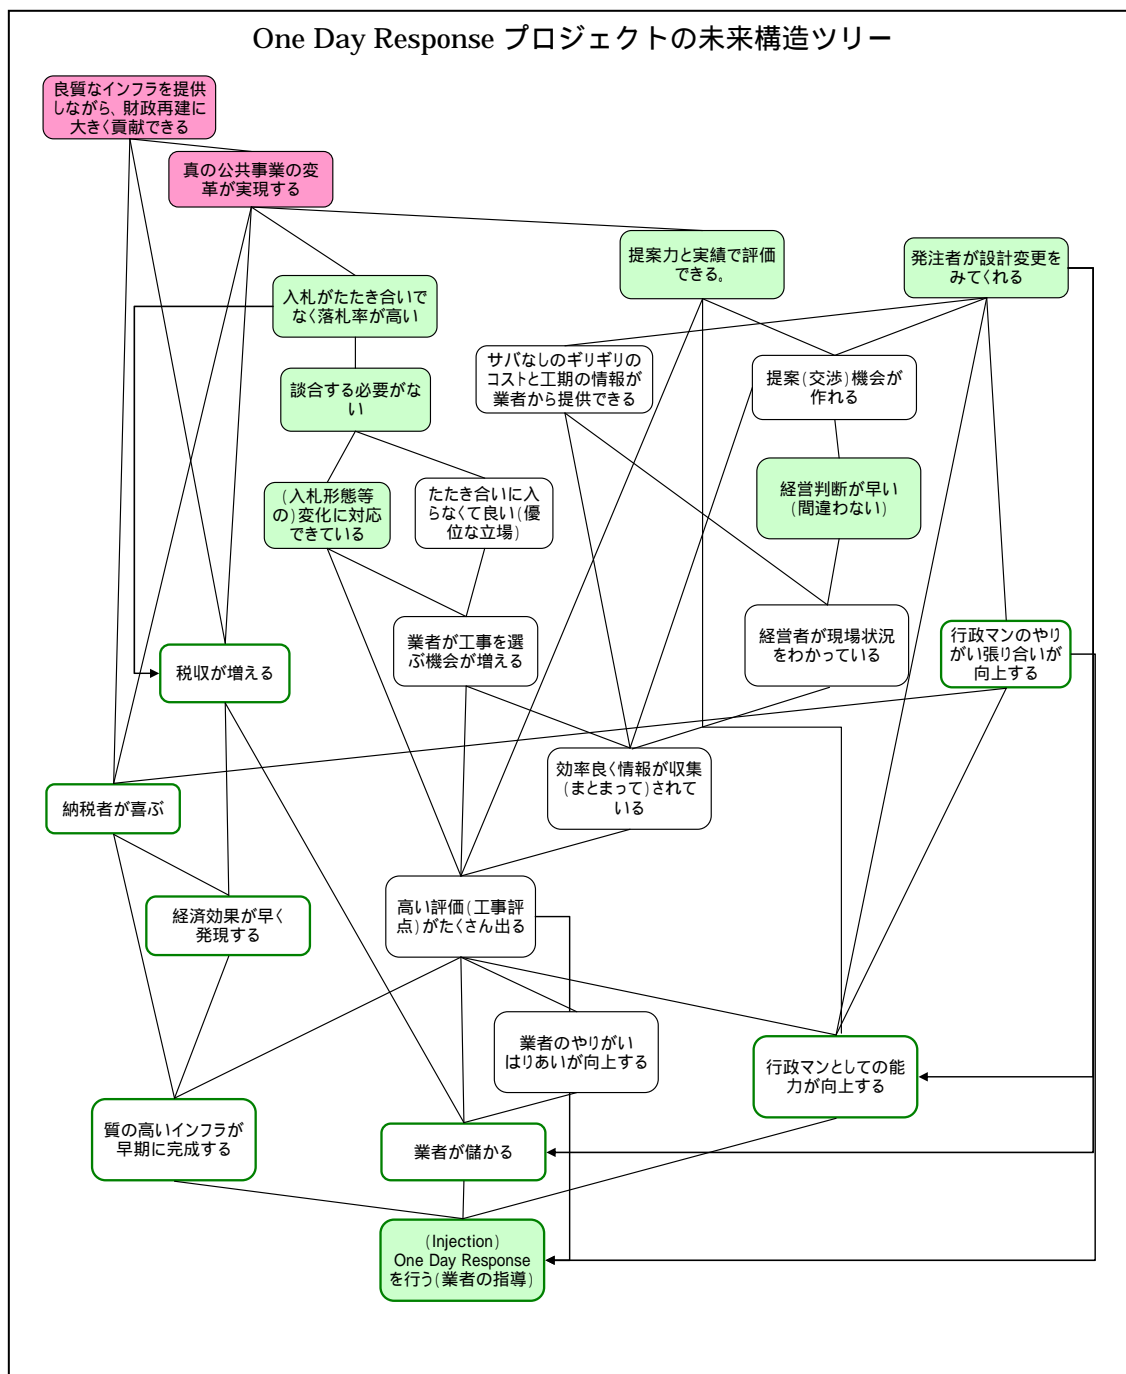 One Day Response プロジェクトの未来構造ツリー
良質なインフラを提供
しながら、財政再建に
大きく貢献できる
真の公共事業の変
革が実現する
提案力と実績で評価
できる。
発注者が設計変更を
みてくれる
入札がたたき合いで
なく落札率が高い
サバなしのギリギリの
コストと工期の情報が
業者から提供できる
提案(交渉)機会が
作れる
談合する必要がな
い
(入札形態等
の)変化に対応
できている
たたき合いに入
らなくて良い(優
位な立場)
経営判断が早い
(間違わない)
業者が工事を選
ぶ機会が増える
経営者が現場状況
をわかっている
行政マンのやり
がい張り合いが
向上する
税収が増える
効率良く情報が収集
(まとまって)されて
いる
納税者が喜ぶ
経済効果が早く
発現する
高い評価(工事評
点)がたくさん出る
業者のやりがい
はりあいが向上する
行政マンとしての能
力が向上する
質の高いインフラが
早期に完成する
業者が儲かる
(Injection)
One Day Response
を行う(業者の指導)